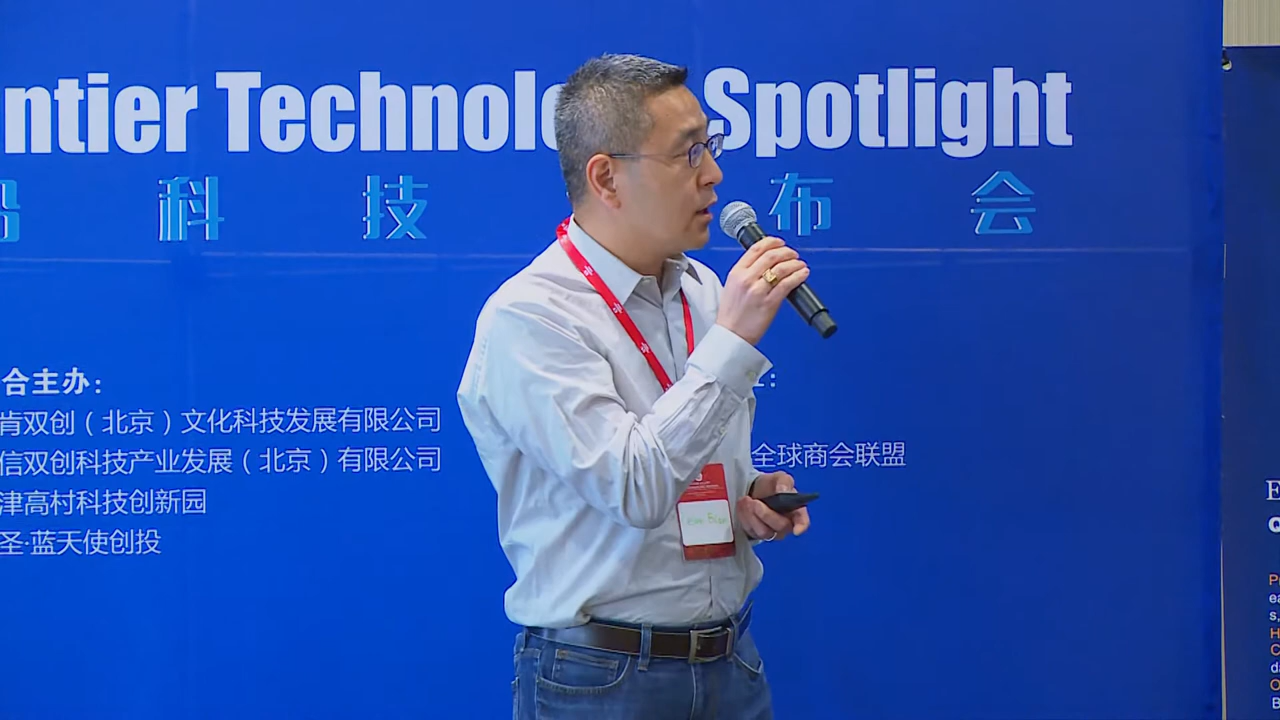 ntier Technolo Spotlight
科 技 布 会
合主办：
肯双创（北京）文化科技发展有限公司
信双创科技产业发展（北京）有限公司
津高村科技创新园
圣·蓝天使创投
全球商会联盟